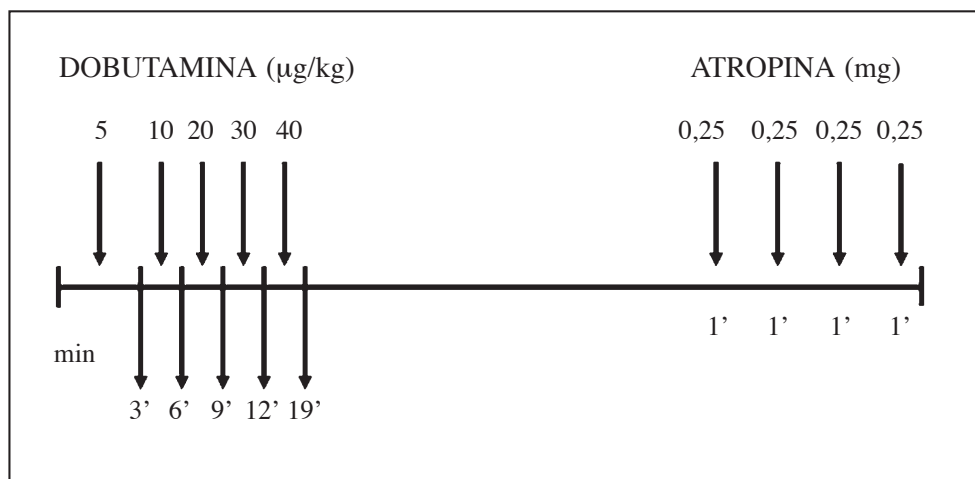 DOBUTAMINA (μg/kg) ATROPINA (mg)
5 10 20 30 40 0,25 0,25 0,25 0,25
1’ 1’ 1’ 1’
min
3’ 6’ 9’ 12’ 19’